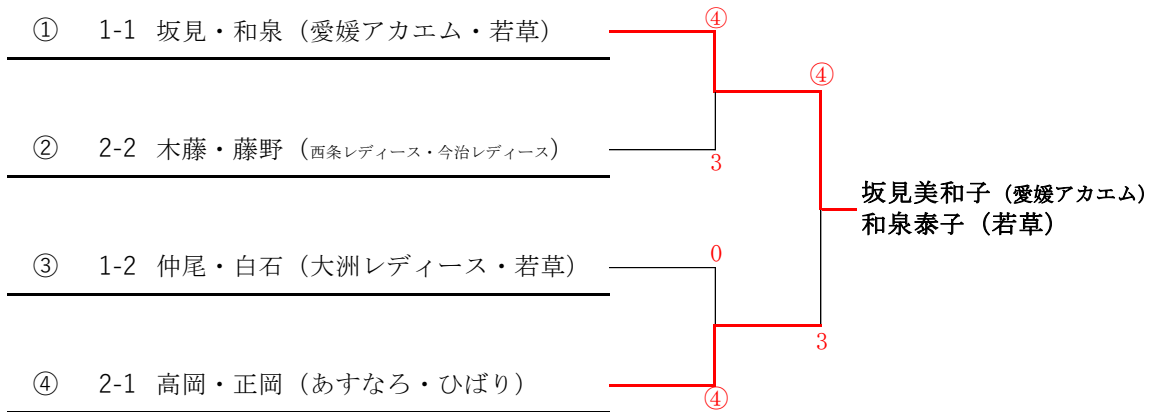 ① 1-1 坂見・和泉（愛媛アカエム・若草）
④
④
② 2-2 木藤・藤野（西条レディース・今治レディース）
3
坂見美和子（愛媛アカエム）
和泉泰子（若草）
③ 1-2 仲尾・白石（大洲レディース・若草）
0
3
④ 2-1 高岡・正岡（あすなろ・ひばり）
④